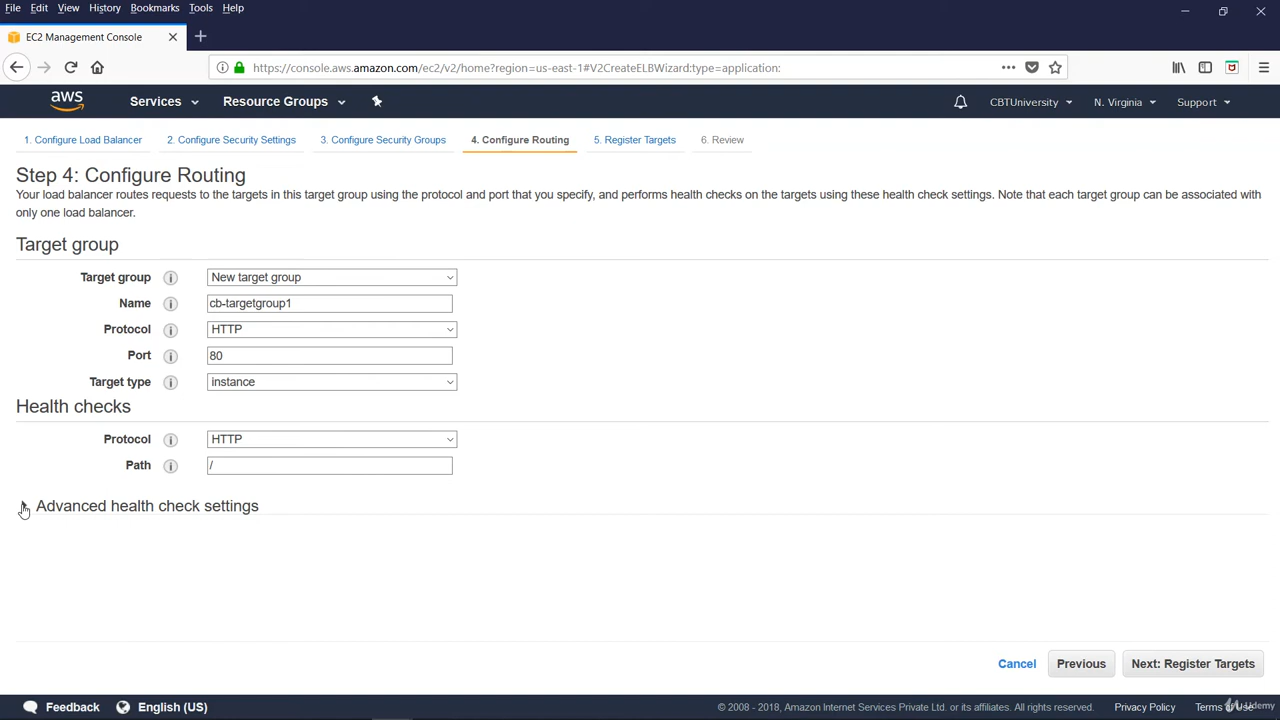 File Edit View History Bookmarks Tools Help
EC2 Management Console
https://console.aws.amazon.com/ec2/v2/home?region=us-east-1#V2CreateELBWizard:type=application:
aws Services Resource Groups CBTUniversity N. Virginia Support
1. Configure Load Balancer 2. Configure Security Settings 3. Configure Security Groups 4. Configure Routing 5. Register Targets 6. Review
Step 4: Configure Routing
Your load balancer routes requests to the targets in this target group using the protocol and port that you specify, and performs health checks on the targets using these health check settings. Note that each target group can be associated with
only one load balancer.
Target group
Target group i New target group
Name i cb-targetgroup1
Protocol i HTTP
Port i 80
Target type i instance
Health checks
Protocol i HTTP
Path i /
Advanced health check settings
Cancel Previous Next: Register Targets
Feedback English (US) © 2008 - 2018, Amazon Internet Services Private Ltd. or its affiliates. All rights reserved. Privacy Policy Terms of Use
Udemy